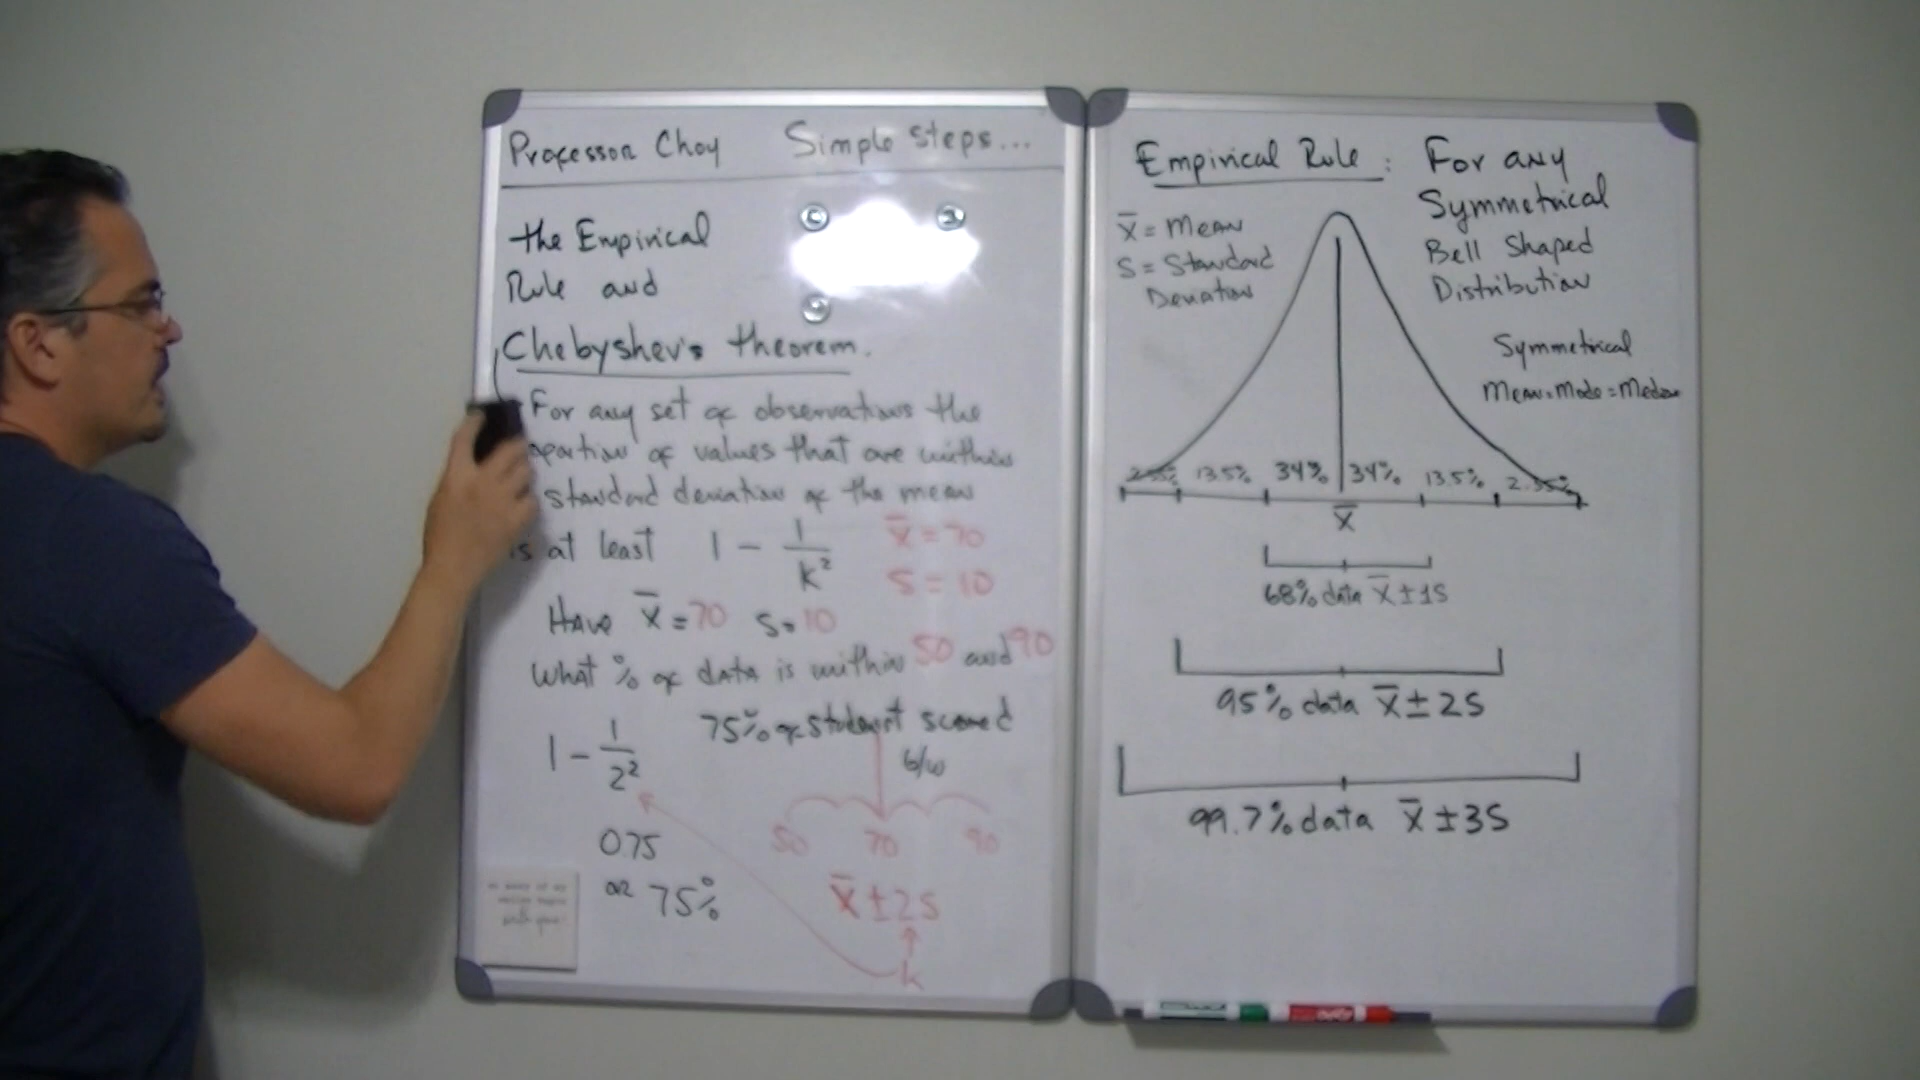 Professor Choy Simple steps...
the Empirical
Rule and
Chebyshev's theorem.
For any set of observations the
of values that are within
standard deviation of the mean
is at least 1 - 1/k²
x̄ = 70
s = 10
Have x̄ = 70 s = 10
What % of data is within 50 and 90
1 - 1/2²
75% of student scored
b/w
50 70 90
0.75
or 75%
x̄ ± 2s
k
Empirical Rule : For any
Symmetrical
Bell Shaped
Distribution
x̄ = Mean
S = Standard
Deviation
Symmetrical
Mean = Mode = Median
2.35% 13.5% 34% 34% 13.5% 2.35%
x̄
68% data x̄ ± 1S
95% data x̄ ± 2S
99.7% data x̄ ± 3S